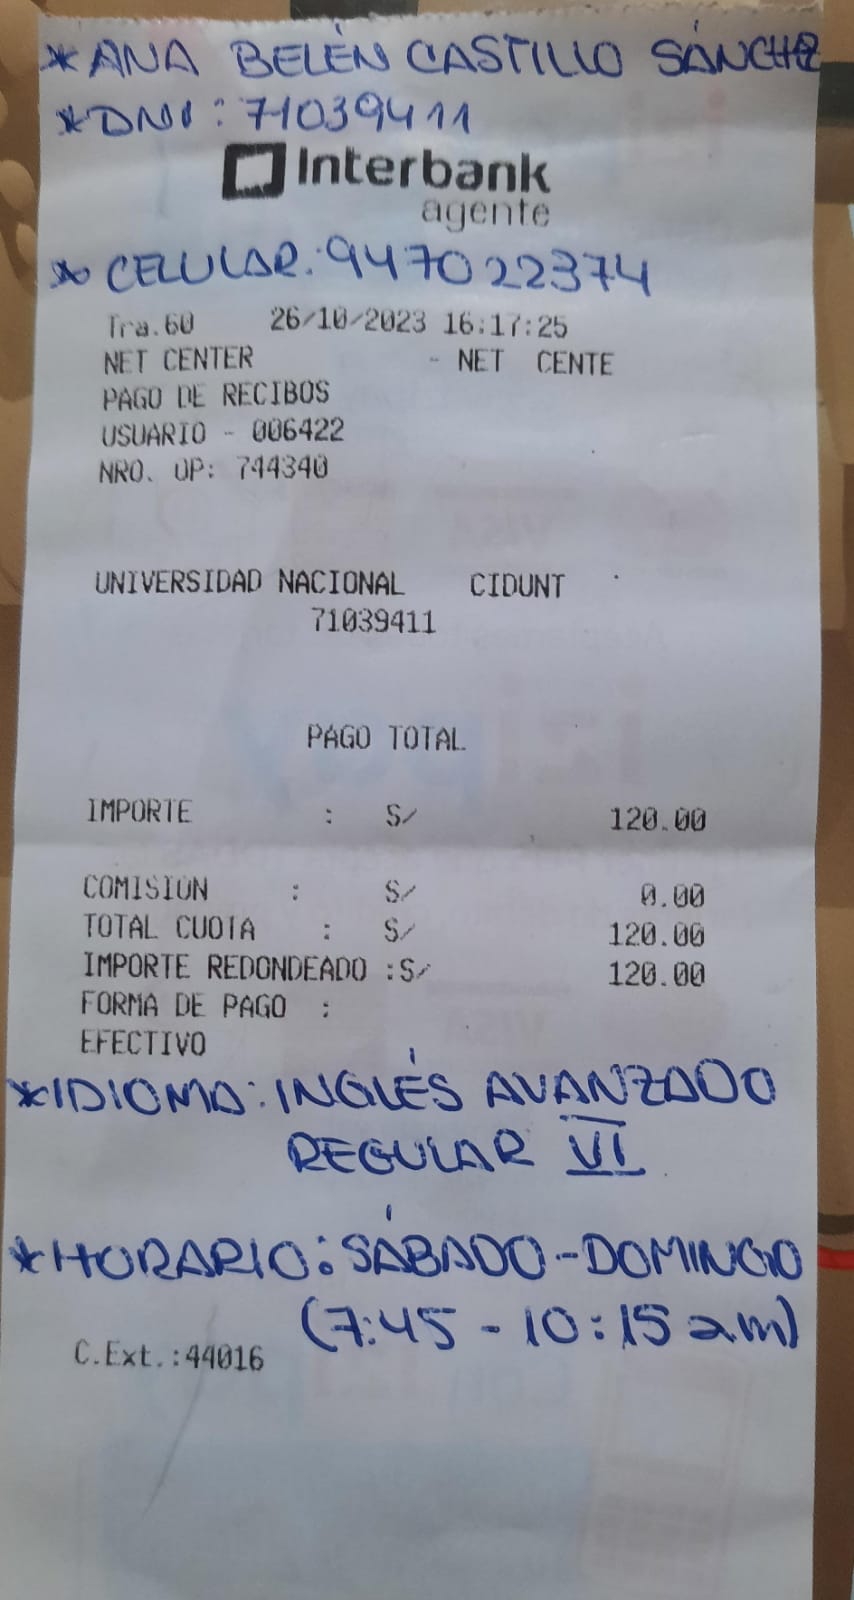 *ANA BELÉN CASTILLO SÁNCHEZ
*DNI: 71039411
Interbank
agente
* CELULAR: 947022374
Tra.60 26/10/2023 16:17:25
NET CENTER - NET CENTE
PAGO DE RECIBOS
USUARIO - 006422
NRO. OP: 744340
UNIVERSIDAD NACIONAL CIDUNT
71039411
PAGO TOTAL
IMPORTE : S/ 120.00
COMISION : S/ 0.00
TOTAL CUOTA : S/ 120.00
IMPORTE REDONDEADO :S/ 120.00
FORMA DE PAGO :
EFECTIVO
*IDIOMA: INGLÉS AVANZADO
REGULAR VI
*HORARIO: SÁBADO-DOMINGO
(7:45 - 10:15 am)
C.Ext.:44016